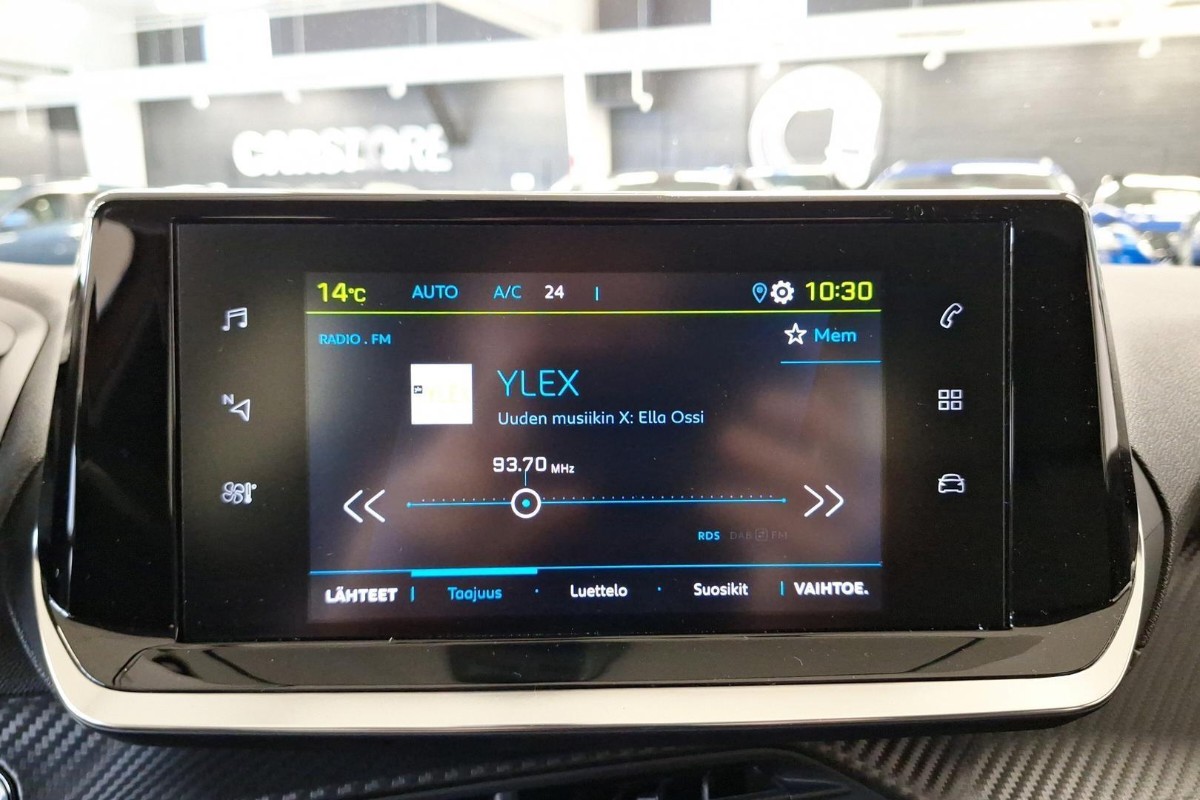 CARSTORE
14°C AUTO A/C 24 10:30
RADIO . FM
Mem
YLEX
Uuden musiikin X: Ella Ossi
93.70 MHz
N
RDS DAB FM
LÄHTEET Taajuus Luettelo Suosikit VAIHTOE.